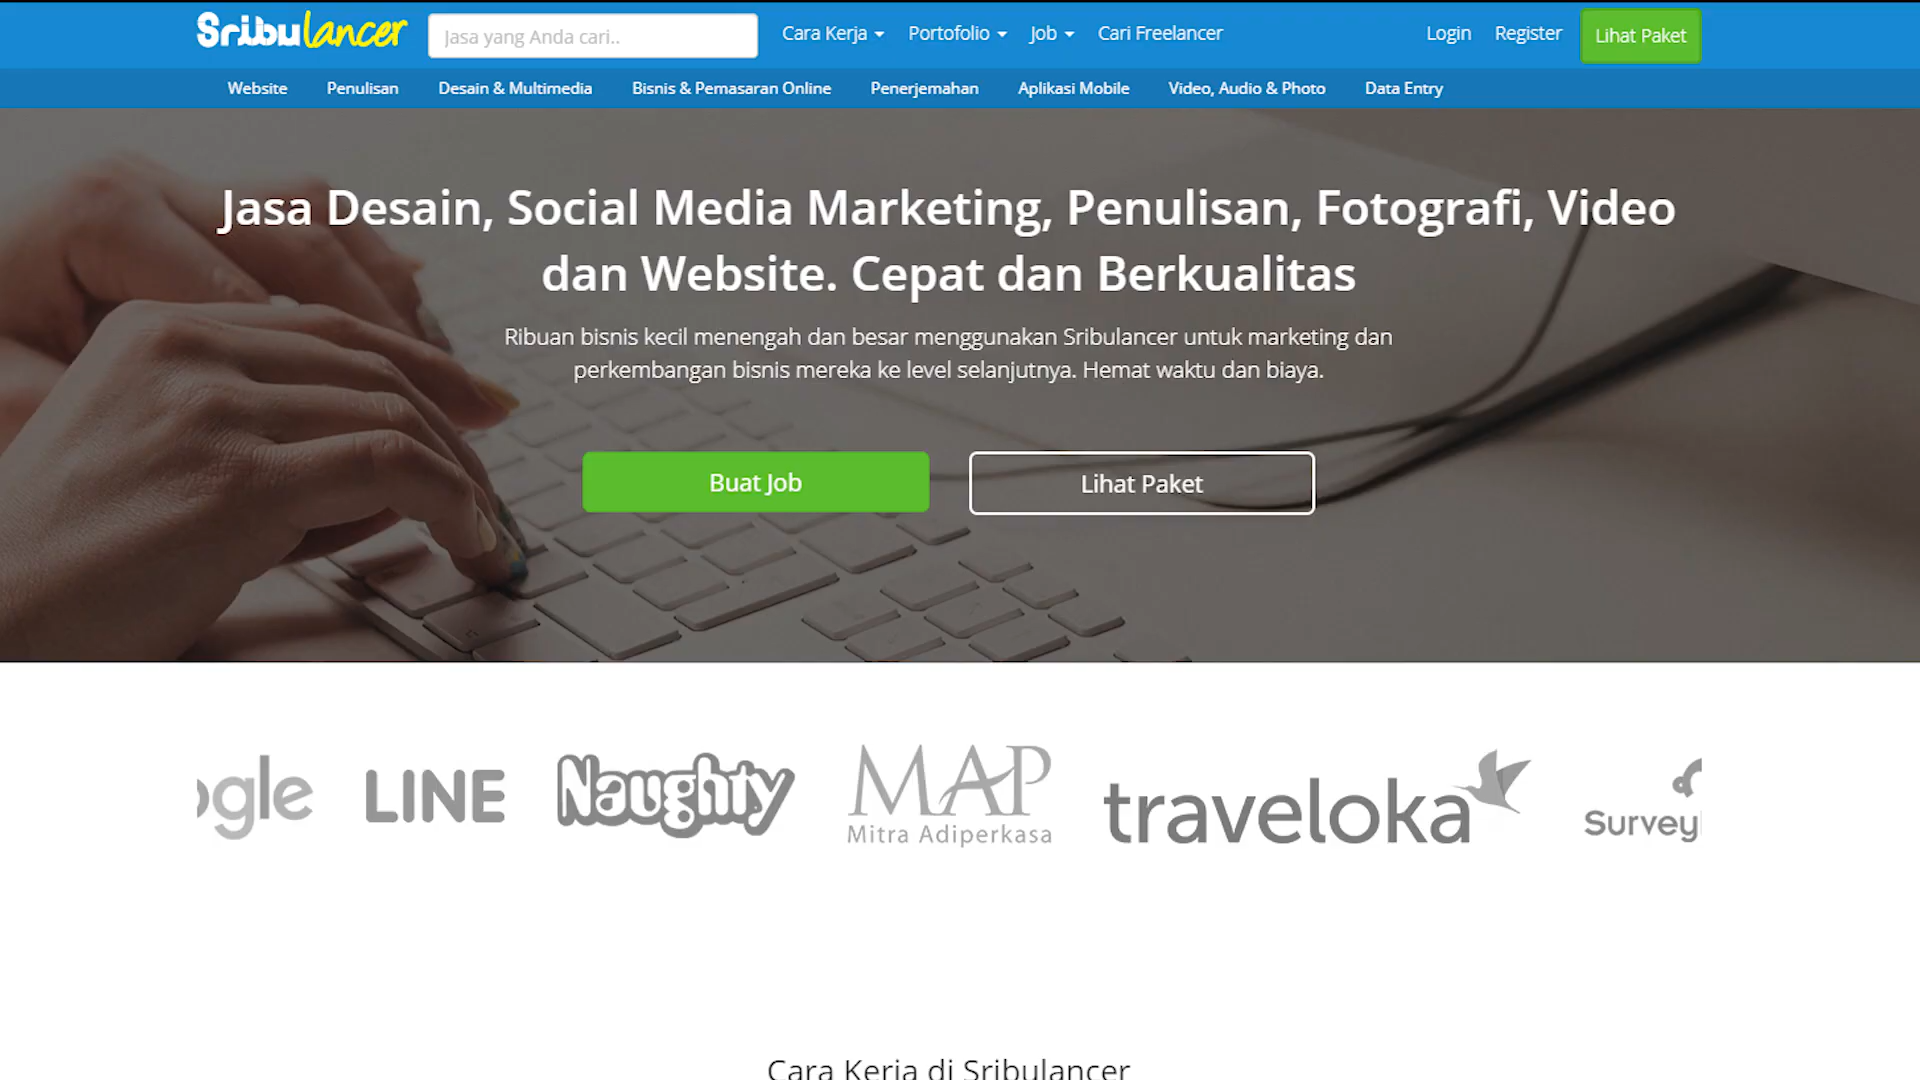 Sribulancer
Jasa yang Anda cari..
Cara Kerja
Portofolio
Job
Cari Freelancer
Login
Register
Lihat Paket
Website
Penulisan
Desain & Multimedia
Bisnis & Pemasaran Online
Penerjemahan
Aplikasi Mobile
Video, Audio & Photo
Data Entry
Jasa Desain, Social Media Marketing, Penulisan, Fotografi, Video
dan Website. Cepat dan Berkualitas
Ribuan bisnis kecil menengah dan besar menggunakan Sribulancer untuk marketing dan
perkembangan bisnis mereka ke level selanjutnya. Hemat waktu dan biaya.
Buat Job
Lihat Paket
ogle
LINE
Naughty
MAP
Mitra Adiperkasa
traveloka
Survey
Cara Kerja di Sribulancer